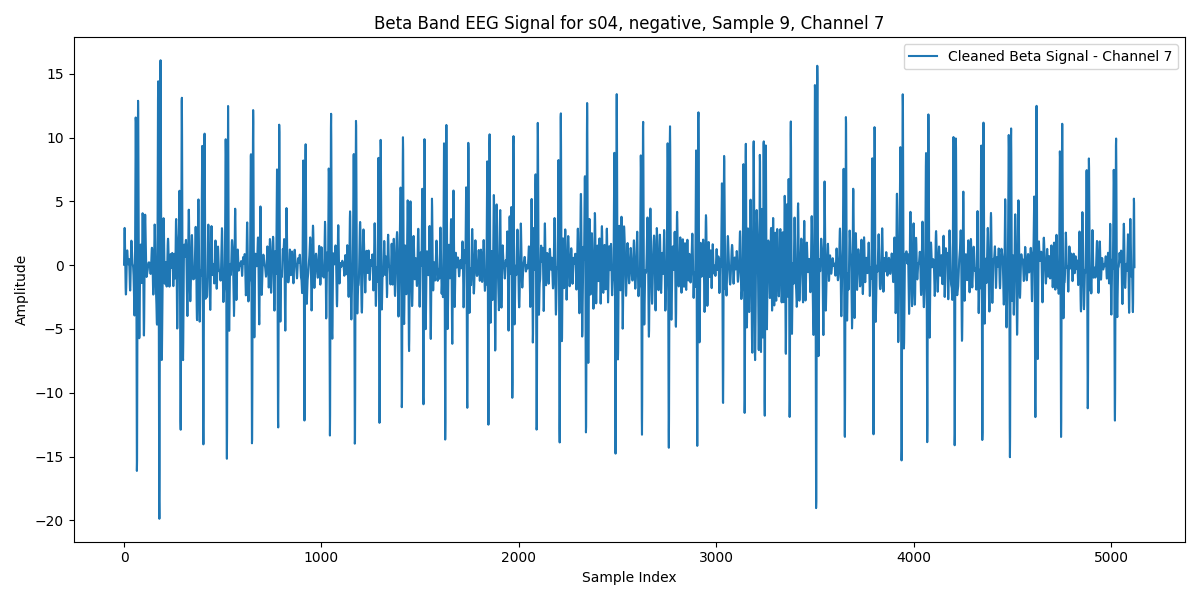 Beta Band EEG Signal for s04, negative, Sample 9, Channel 7
Cleaned Beta Signal - Channel 7
Amplitude
15
10
5
0
−5
−10
−15
−20
0 1000 2000 3000 4000 5000
Sample Index